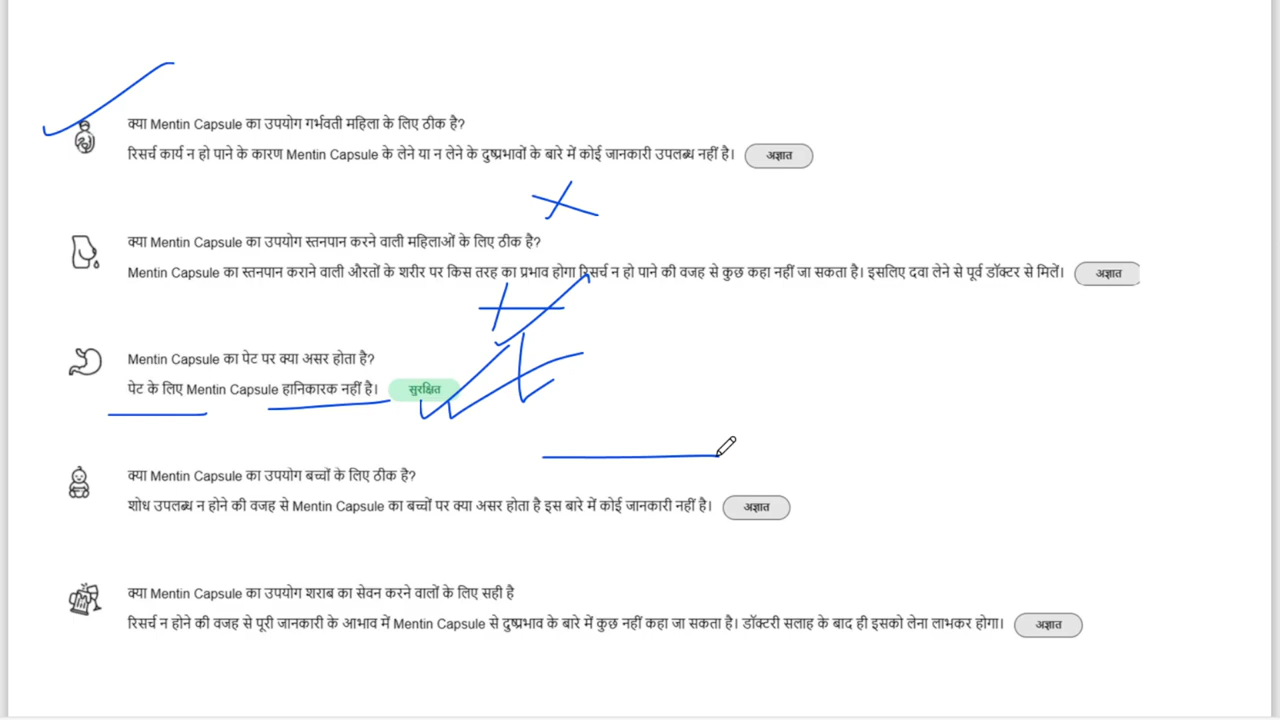 क्या Mentin Capsule का उपयोग गर्भवती महिला के लिए ठीक है?
रिसर्च कार्य न हो पाने के कारण Mentin Capsule के लेने या न लेने के दुष्प्रभावों के बारे में कोई जानकारी उपलब्ध नहीं है। अज्ञात
क्या Mentin Capsule का उपयोग स्तनपान करने वाली महिलाओं के लिए ठीक है?
Mentin Capsule का स्तनपान कराने वाली औरतों के शरीर पर किस तरह का प्रभाव होगा रिसर्च न हो पाने की वजह से कुछ कहा नहीं जा सकता है। इसलिए दवा लेने से पूर्व डॉक्टर से मिलें। अज्ञात
Mentin Capsule का पेट पर क्या असर होता है?
पेट के लिए Mentin Capsule हानिकारक नहीं है। सुरक्षित
क्या Mentin Capsule का उपयोग बच्चों के लिए ठीक है?
शोध उपलब्ध न होने की वजह से Mentin Capsule का बच्चों पर क्या असर होता है इस बारे में कोई जानकारी नहीं है। अज्ञात
क्या Mentin Capsule का उपयोग शराब का सेवन करने वालों के लिए सही है
रिसर्च न होने की वजह से पूरी जानकारी के आभाव में Mentin Capsule से दुष्प्रभाव के बारे में कुछ नहीं कहा जा सकता है। डॉक्टरी सलाह के बाद ही इसको लेना लाभकर होगा। अज्ञात